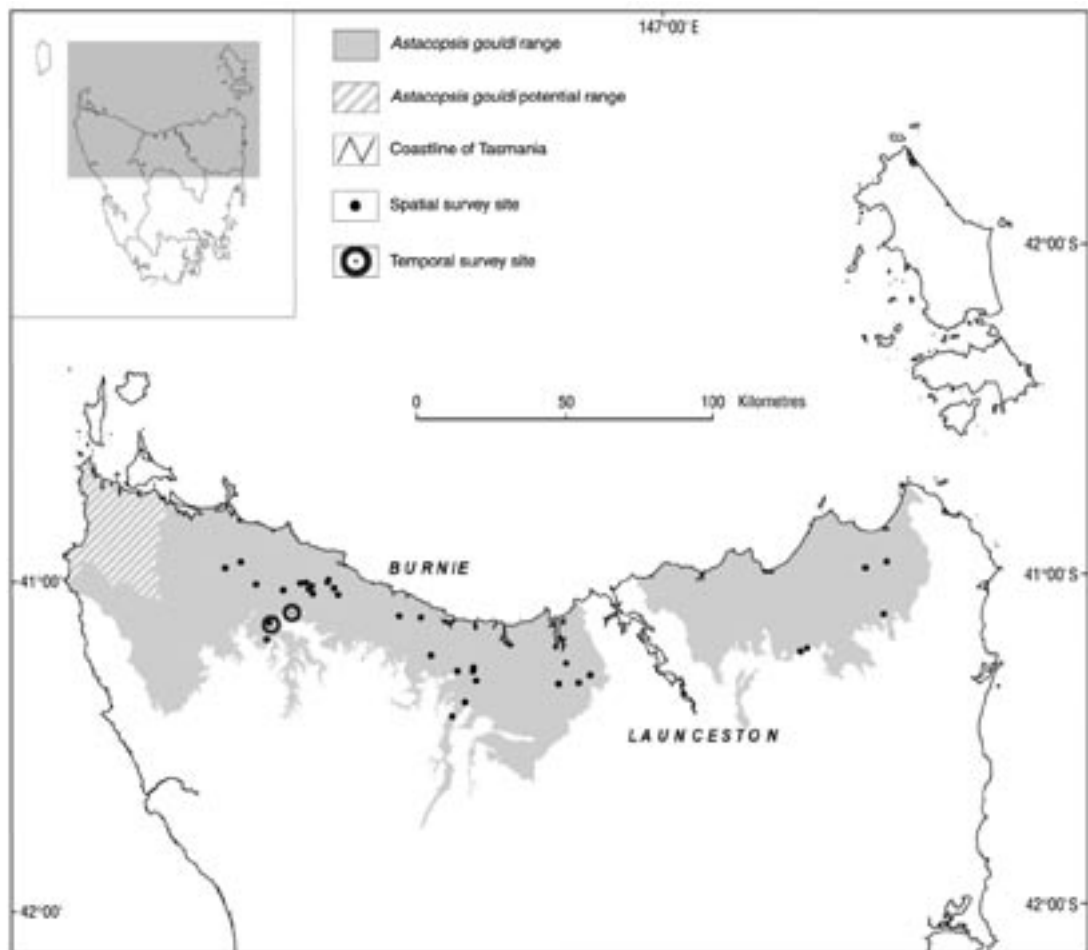 147°00' E
Astacopsis gouldi range
Astacopsis gouldi potential range
Coastline of Tasmania
Spatial survey site
Temporal survey site
42°00' S
0 50 100 Kilometres
BURNIE
41°00'
41°00' S
LAUNCESTON
42°00'
42°00' S